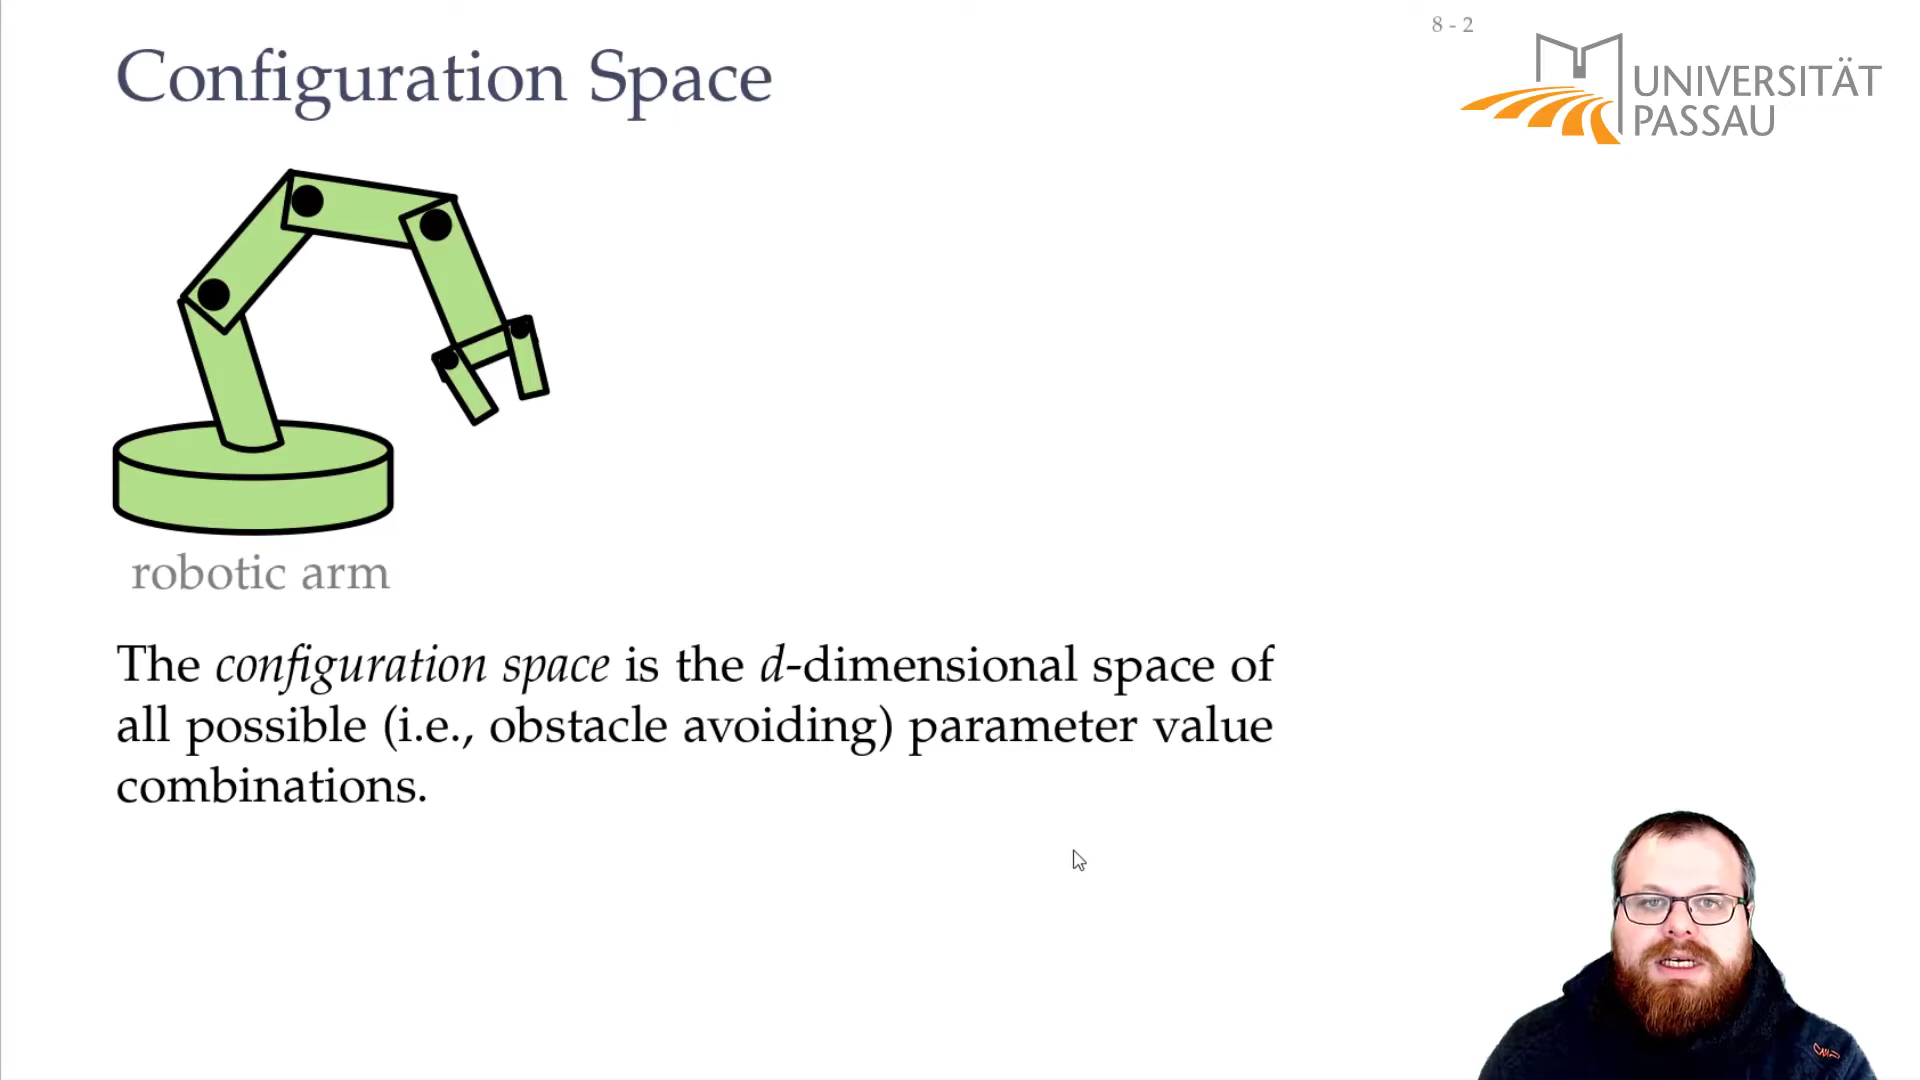 8 - 2
Configuration Space
UNIVERSITÄT
PASSAU
robotic arm
The configuration space is the d-dimensional space of
all possible (i.e., obstacle avoiding) parameter value
combinations.